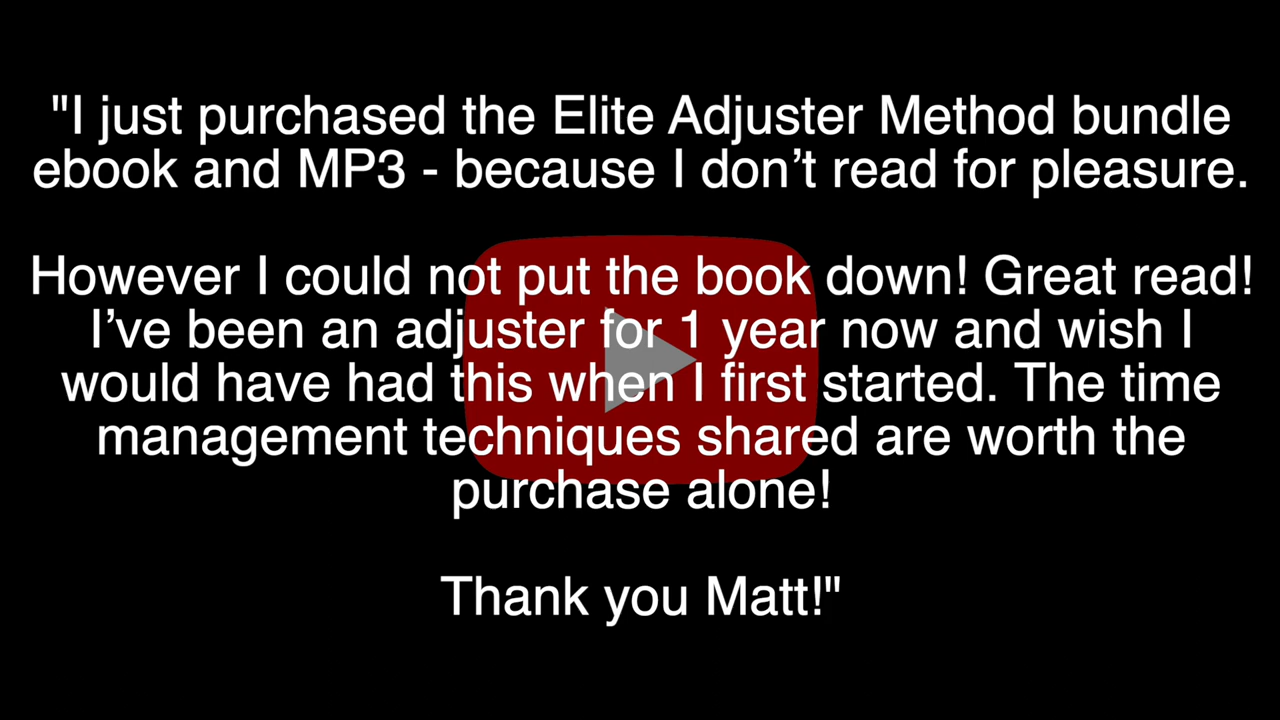 "I just purchased the Elite Adjuster Method bundle
ebook and MP3 - because I don’t read for pleasure.
However I could not put the book down! Great read!
I’ve been an adjuster for 1 year now and wish I
would have had this when I first started. The time
management techniques shared are worth the
purchase alone!
Thank you Matt!"